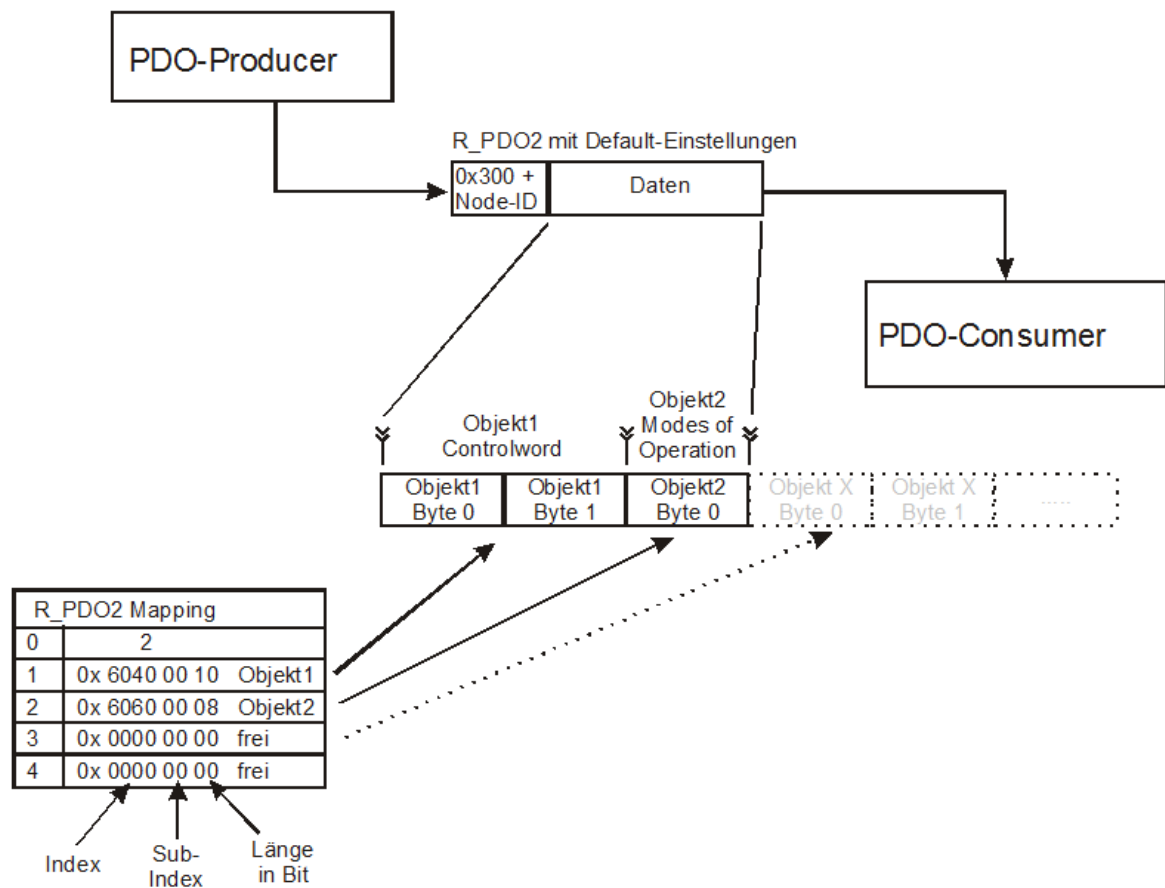 PDO-Producer
R_PDO2 mit Default-Einstellungen
0x300 +
Node-ID
Daten
PDO-Consumer
Objekt1
Controlword
Objekt2
Modes of
Operation
Objekt1
Byte 0
Objekt1
Byte 1
Objekt2
Byte 0
Objekt X
Byte 0
Objekt X
Byte 1
.....
R_PDO2 Mapping
0 2
1 0x 6040 00 10 Objekt1
2 0x 6060 00 08 Objekt2
3 0x 0000 00 00 frei
4 0x 0000 00 00 frei
Index
Sub-
Index
Länge
in Bit